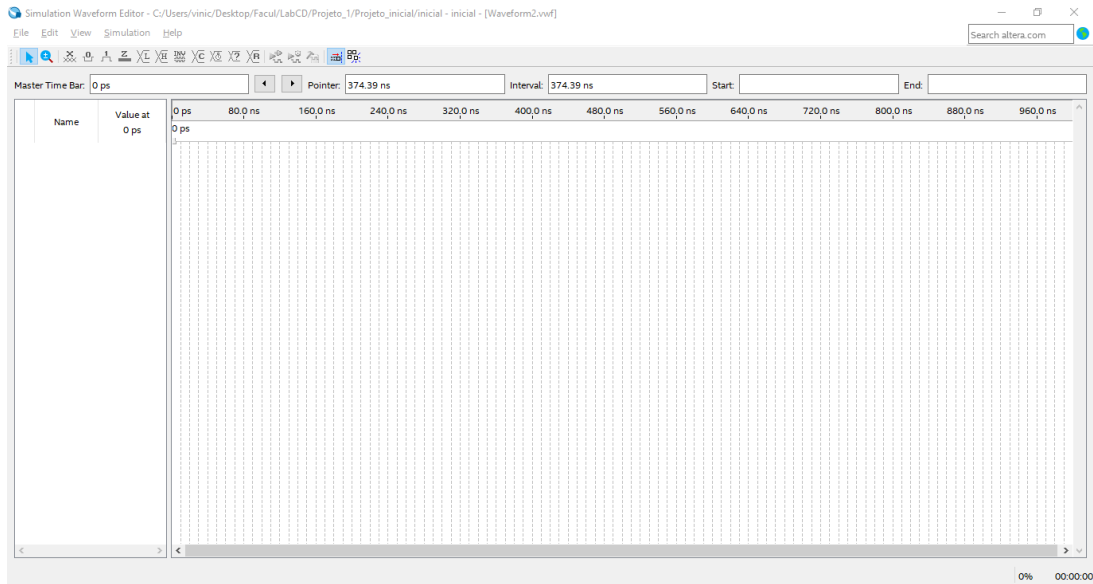 Simulation Waveform Editor - C:/Users/vinic/Desktop/Facul/LabCD/Projeto_1/Projeto_inicial/inicial - inicial - [Waveform2.vwf]
File Edit View Simulation Help
Search altera.com
Master Time Bar: 0 ps Pointer: 374.39 ns Interval: 374.39 ns Start: End:
Name Value at 0 ps
0 ps 80.0 ns 160.0 ns 240.0 ns 320.0 ns 400.0 ns 480.0 ns 560.0 ns 640.0 ns 720.0 ns 800.0 ns 880.0 ns 960.0 ns
0 ps
0% 00:00:00